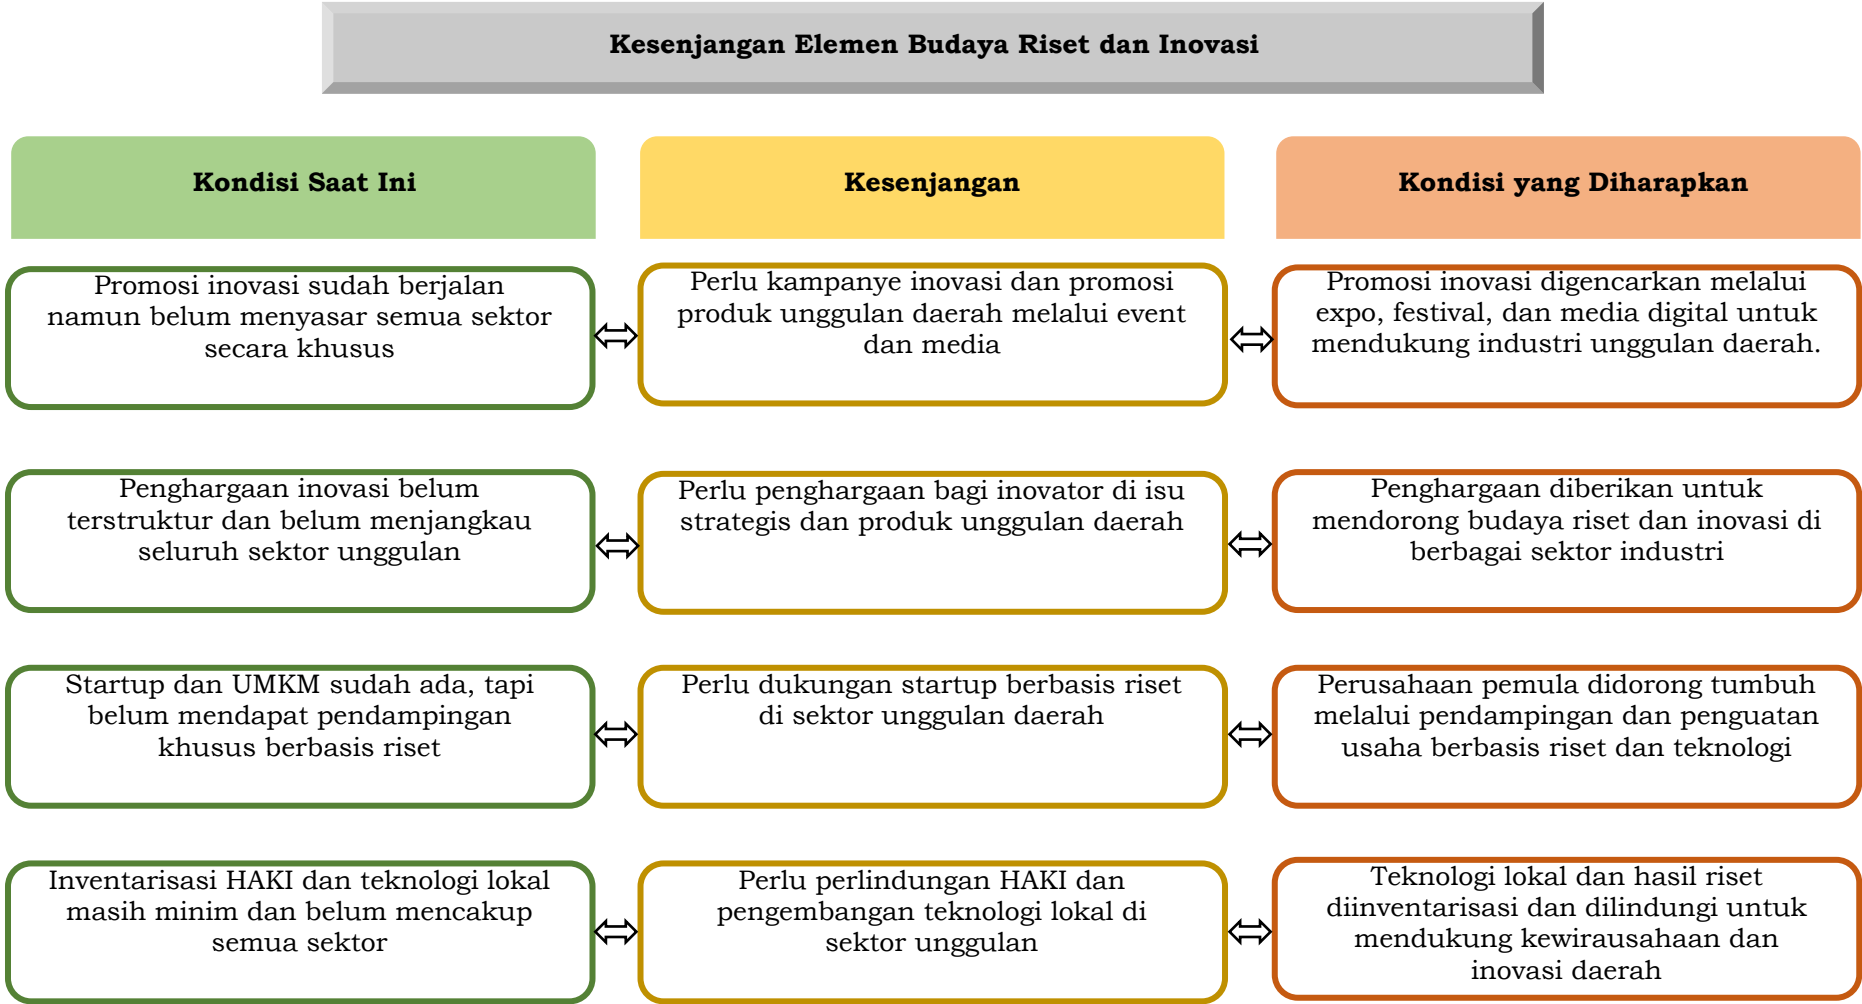 Kesenjangan Elemen Budaya Riset dan Inovasi
Kondisi Saat Ini
Kesenjangan
Kondisi yang Diharapkan
Promosi inovasi sudah berjalan
namun belum menyasar semua sektor
secara khusus
Perlu kampanye inovasi dan promosi
produk unggulan daerah melalui event
dan media
Promosi inovasi digencarkan melalui
expo, festival, dan media digital untuk
mendukung industri unggulan daerah.
Penghargaan inovasi belum
terstruktur dan belum menjangkau
seluruh sektor unggulan
Perlu penghargaan bagi inovator di isu
strategis dan produk unggulan daerah
Penghargaan diberikan untuk
mendorong budaya riset dan inovasi di
berbagai sektor industri
Startup dan UMKM sudah ada, tapi
belum mendapat pendampingan
khusus berbasis riset
Perlu dukungan startup berbasis riset
di sektor unggulan daerah
Perusahaan pemula didorong tumbuh
melalui pendampingan dan penguatan
usaha berbasis riset dan teknologi
Inventarisasi HAKI dan teknologi lokal
masih minim dan belum mencakup
semua sektor
Perlu perlindungan HAKI dan
pengembangan teknologi lokal di
sektor unggulan
Teknologi lokal dan hasil riset
diinventarisasi dan dilindungi untuk
mendukung kewirausahaan dan
inovasi daerah